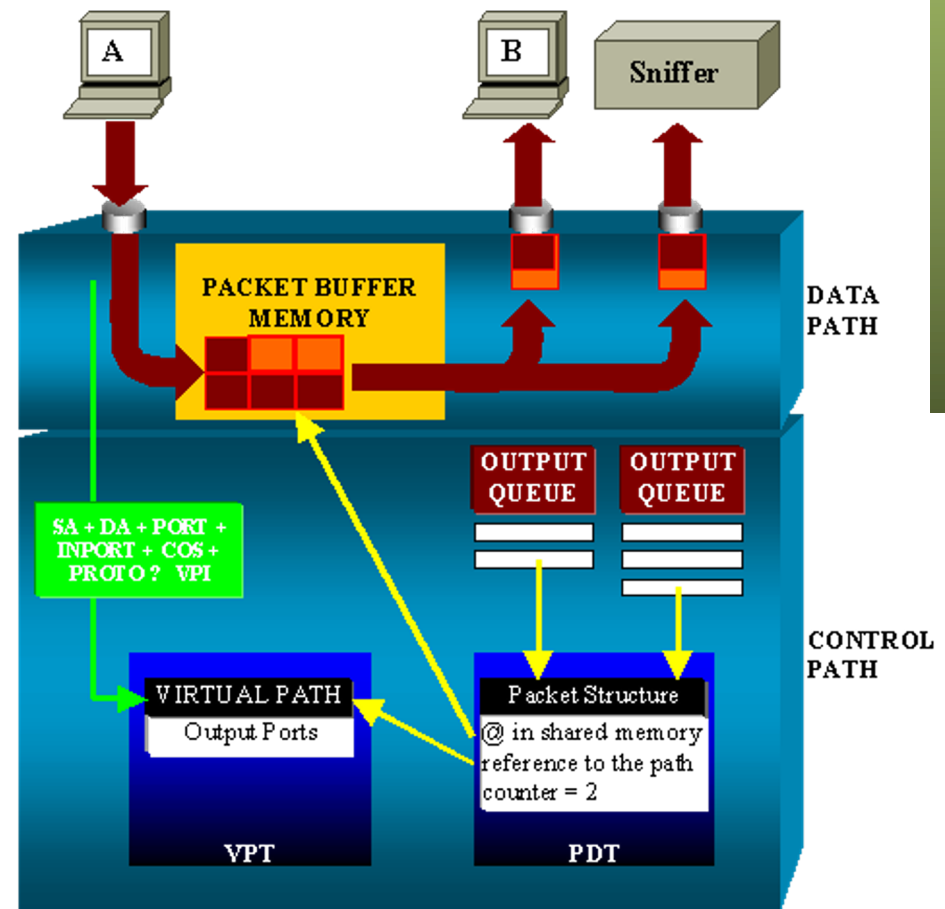 A
B
Sniffer
PACKET BUFFER
MEMORY
DATA
PATH
OUTPUT
QUEUE
OUTPUT
QUEUE
SA + DA + PORT +
INPORT + COS +
PROTO ? VPI
CONTROL
PATH
VIRTUAL PATH
Output Ports
VPT
Packet Structure
@ in shared memory
reference to the path
counter = 2
PDT